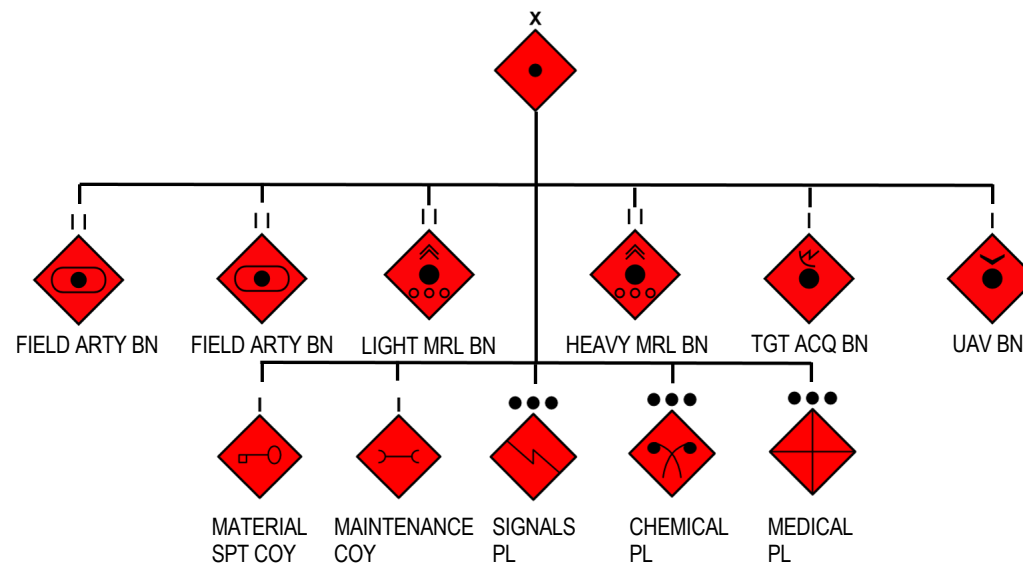 X
FIELD ARTY BN
FIELD ARTY BN
LIGHT MRL BN
HEAVY MRL BN
TGT ACQ BN
UAV BN
MATERIAL
SPT COY
MAINTENANCE
COY
SIGNALS
PL
CHEMICAL
PL
MEDICAL
PL